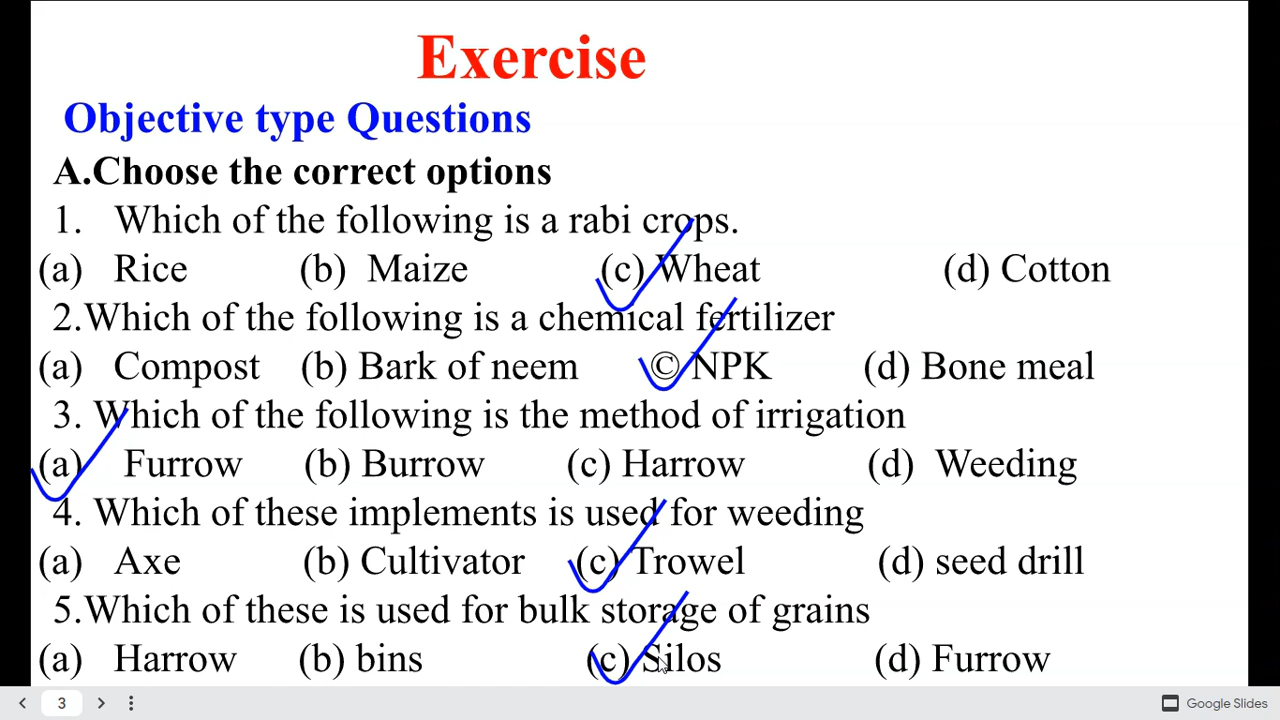 Exercise
Objective type Questions
A.Choose the correct options
1. Which of the following is a rabi crops.
(a) Rice (b) Maize (c) Wheat (d) Cotton
2.Which of the following is a chemical fertilizer
(a) Compost (b) Bark of neem © NPK (d) Bone meal
3. Which of the following is the method of irrigation
(a) Furrow (b) Burrow (c) Harrow (d) Weeding
4. Which of these implements is used for weeding
(a) Axe (b) Cultivator (c) Trowel (d) seed drill
5.Which of these is used for bulk storage of grains
(a) Harrow (b) bins (c) Silos (d) Furrow
3
Google Slides